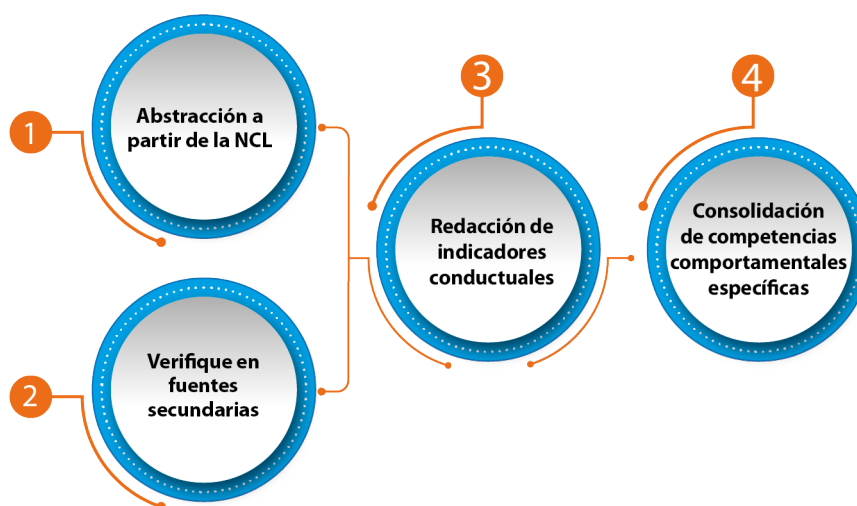 1
Abstracción a
partir de la NCL
2
Verifique en
fuentes
secundarias
3
Redacción de
indicadores
conductuales
4
Consolidación
de competencias
comportamentales
específicas